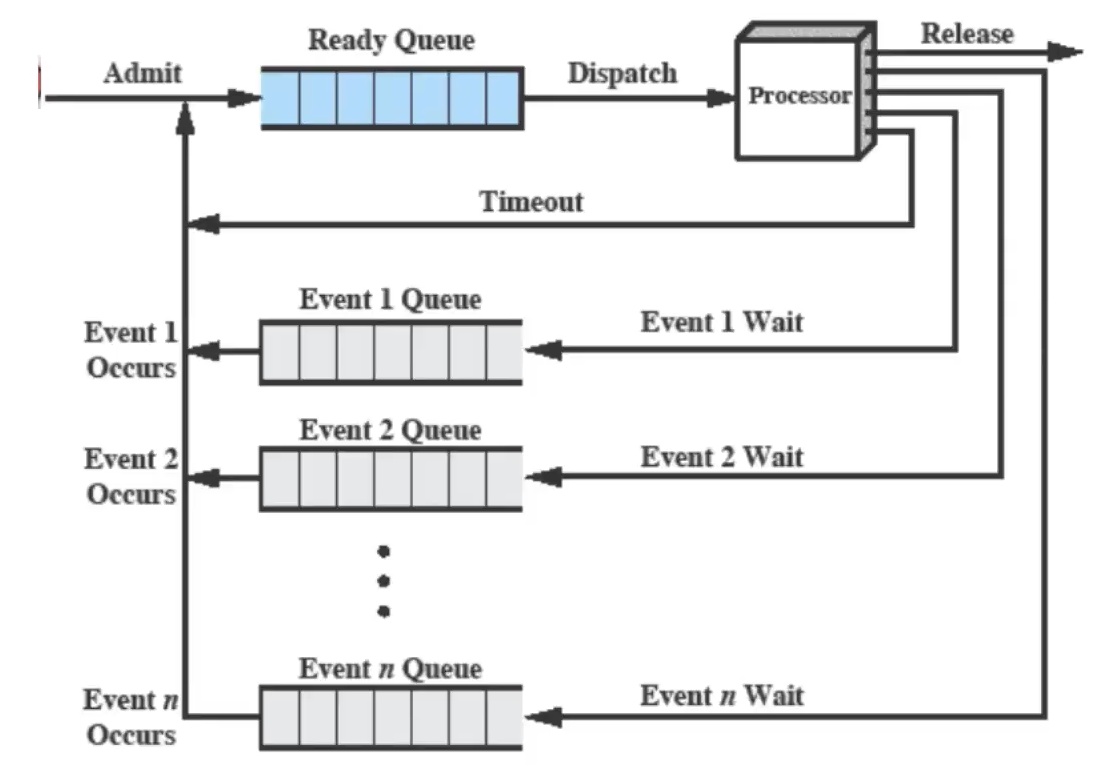 Ready Queue
Release
Admit
Dispatch
Processor
Timeout
Event 1 Queue
Event 1
Occurs
Event 1 Wait
Event 2 Queue
Event 2
Occurs
Event 2 Wait
Event n Queue
Event n
Occurs
Event n Wait